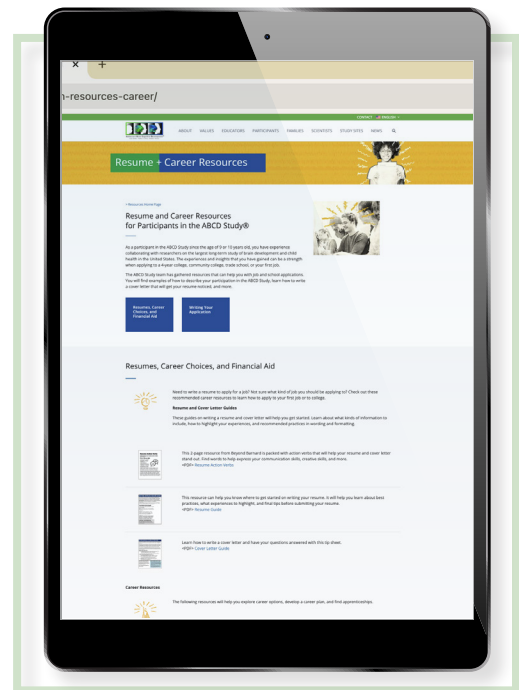 × +
n-resources-career/
CONTACT ENGLISH
ABOUT VALUES EDUCATORS PARTICIPANTS FAMILIES SCIENTISTS STUDY SITES NEWS
Resume + Career Resources
< Resources Home Page
Resume and Career Resources
for Participants in the ABCD Study®
As a participant in the ABCD Study since the age of 9 or 10 years old, you have experience
collaborating with researchers on the largest long-term study of brain development and child
health in the United States. The experiences and insights that you have gained can be a strength
when applying to a 4-year college, community college, trade school, or your first job.
The ABCD Study team has gathered resources that can help you with job and school applications.
You will find examples of how to describe your participation in the ABCD Study, learn how to write
a cover letter that will get your resume noticed, and more.
Resumes, Career
Choices, and
Financial Aid
Writing Your
Application
Resumes, Career Choices, and Financial Aid
Need to write a resume to apply for a job? Not sure what kind of job you should be applying to? Check out these
recommended career resources to learn how to apply to your first job or to college.
Resume and Cover Letter Guides
These guides on writing a resume and cover letter will help you get started. Learn about what kinds of information to
include, how to highlight your experiences, and recommended practices in wording and formatting.
This 2-page resource from Beyond Barnard is packed with action verbs that will help your resume and cover letter
stand out. Find words to help express your communication skills, creative skills, and more.
<PDF> Resume Action Verbs
This resource can help you know where to get started on writing your resume. It will help you learn about best
practices, what experiences to highlight, and final tips before submitting your resume.
<PDF> Resume Guide
Learn how to write a cover letter and have your questions answered with this tip sheet.
<PDF> Cover Letter Guide
Career Resources
The following resources will help you explore career options, develop a career plan, and find apprenticeships.